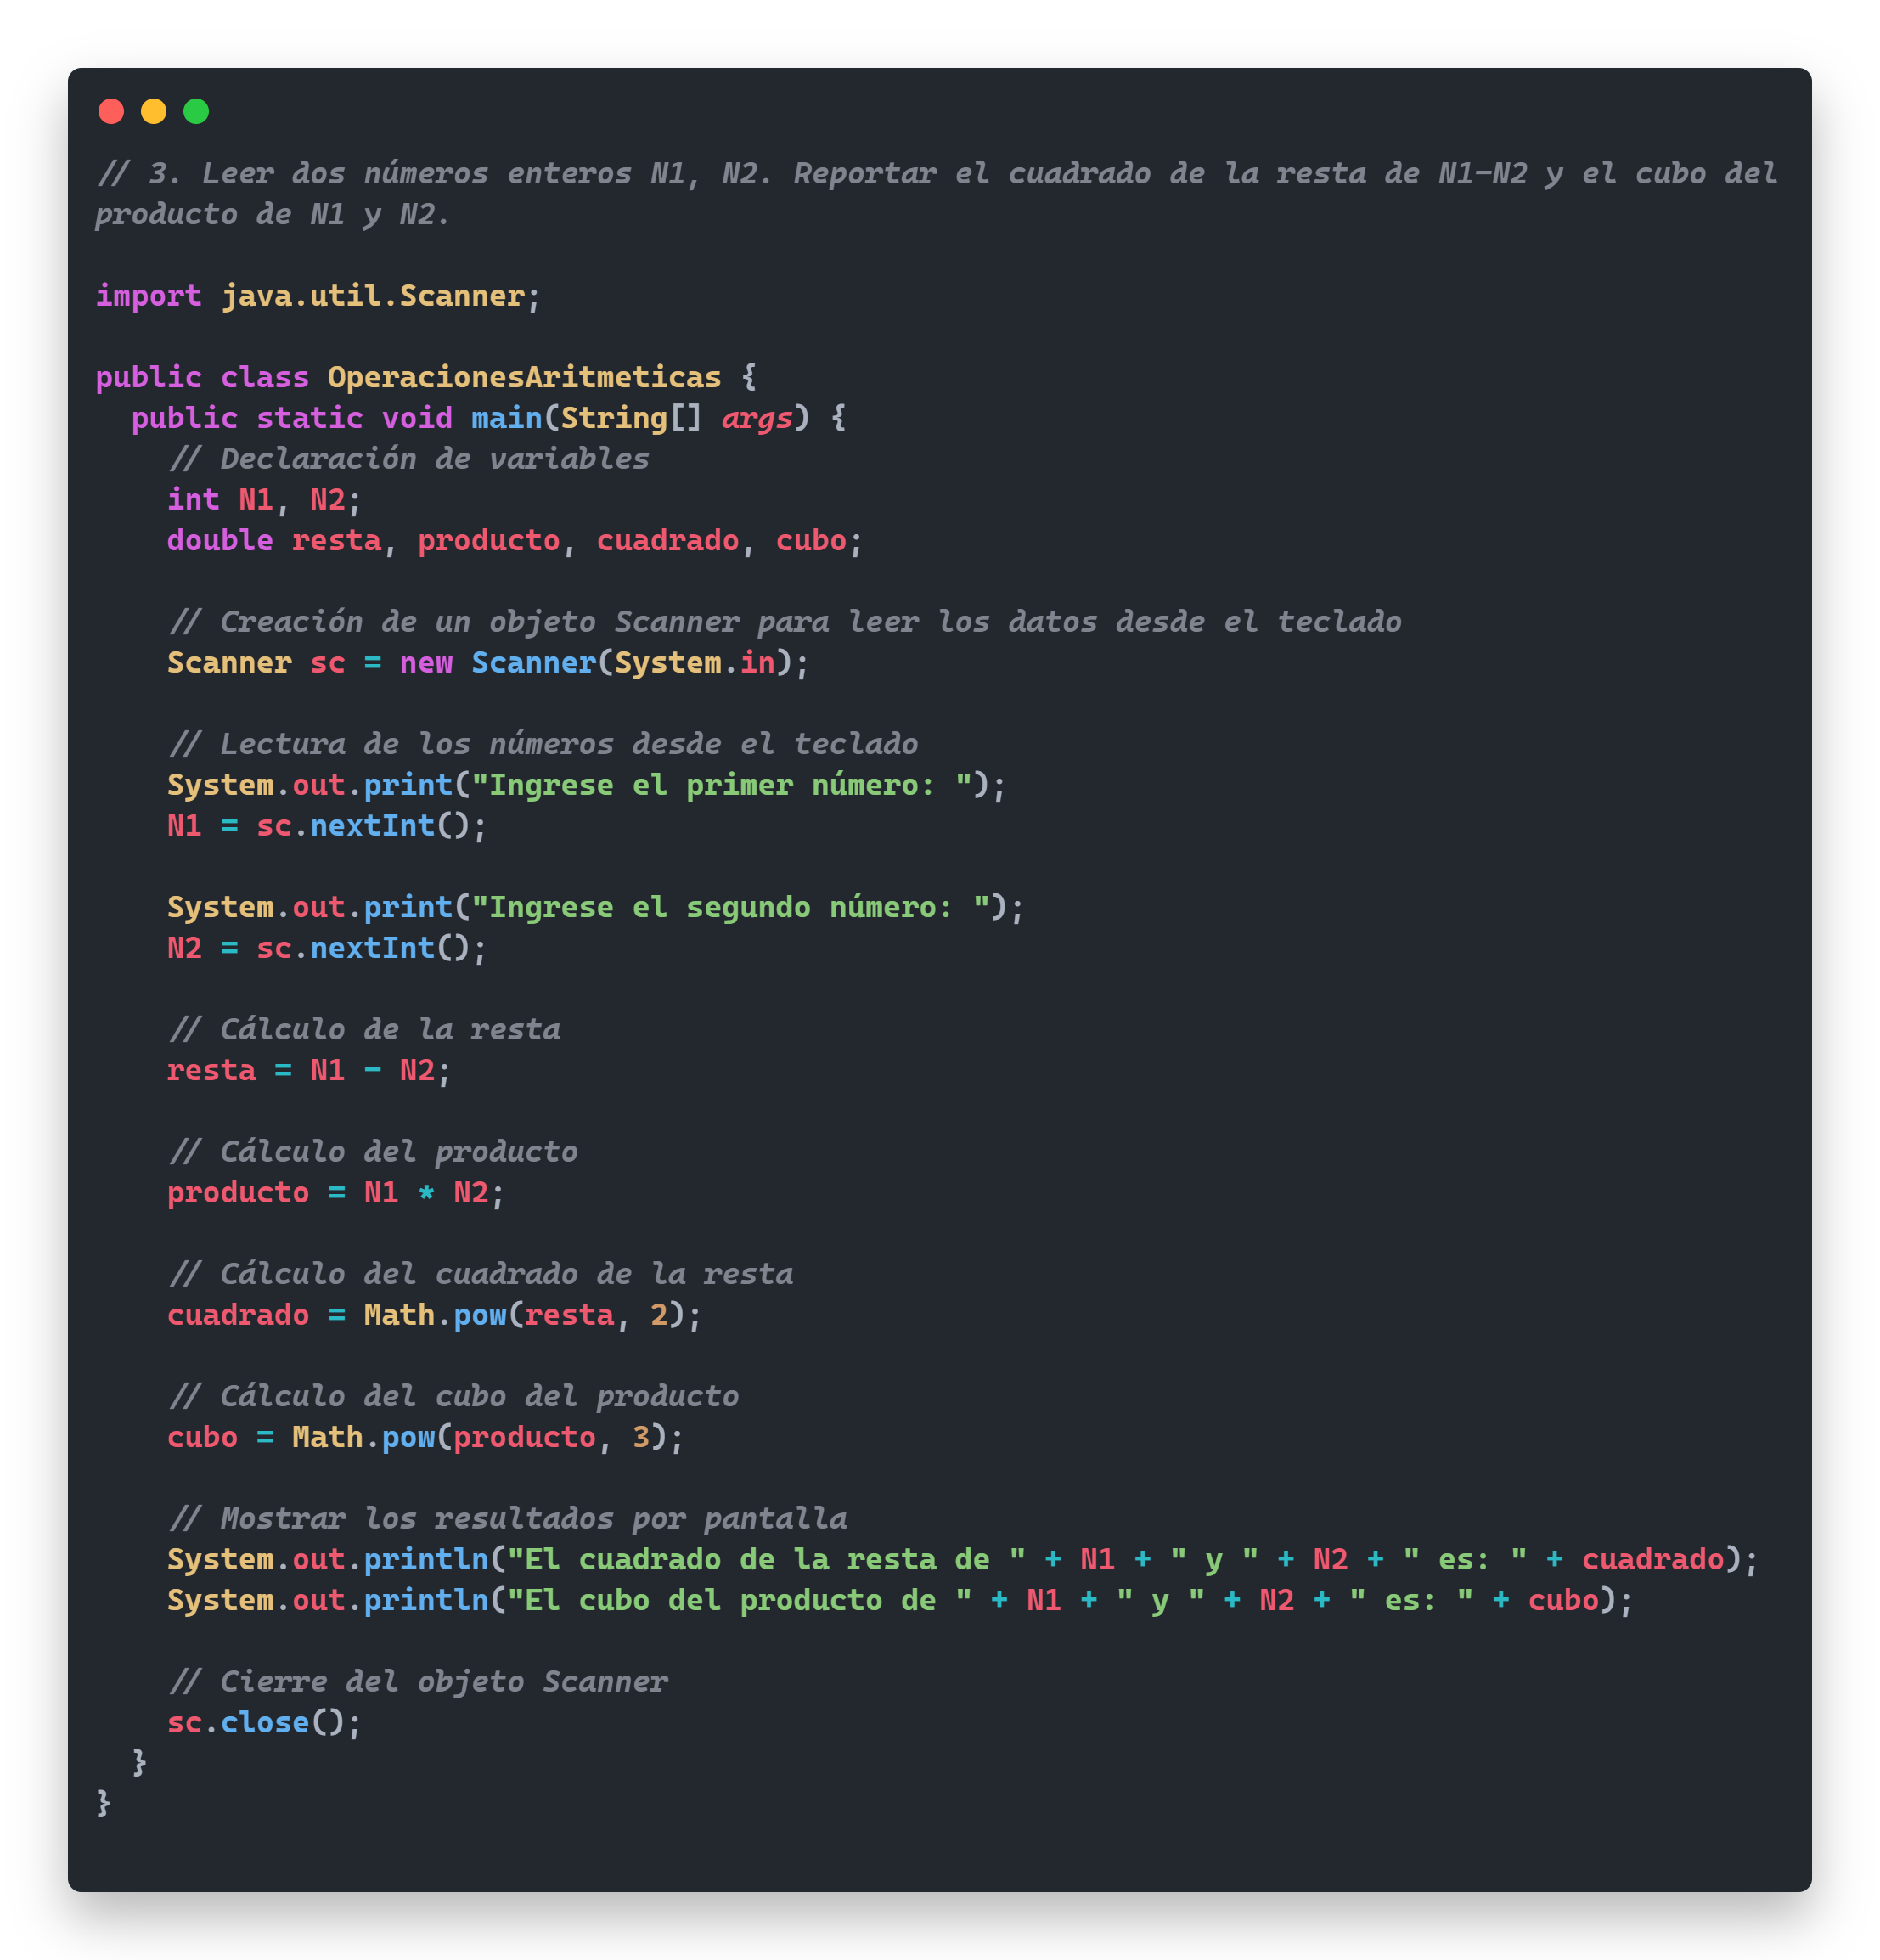 // 3. Leer dos números enteros N1, N2. Reportar el cuadrado de la resta de N1-N2 y el cubo del
producto de N1 y N2.

import java.util.Scanner;

public class OperacionesAritmeticas {
  public static void main(String[] args) {
    // Declaración de variables
    int N1, N2;
    double resta, producto, cuadrado, cubo;

    // Creación de un objeto Scanner para leer los datos desde el teclado
    Scanner sc = new Scanner(System.in);

    // Lectura de los números desde el teclado
    System.out.print("Ingrese el primer número: ");
    N1 = sc.nextInt();

    System.out.print("Ingrese el segundo número: ");
    N2 = sc.nextInt();

    // Cálculo de la resta
    resta = N1 - N2;

    // Cálculo del producto
    producto = N1 * N2;

    // Cálculo del cuadrado de la resta
    cuadrado = Math.pow(resta, 2);

    // Cálculo del cubo del producto
    cubo = Math.pow(producto, 3);

    // Mostrar los resultados por pantalla
    System.out.println("El cuadrado de la resta de " + N1 + " y " + N2 + " es: " + cuadrado);
    System.out.println("El cubo del producto de " + N1 + " y " + N2 + " es: " + cubo);

    // Cierre del objeto Scanner
    sc.close();
  }
}